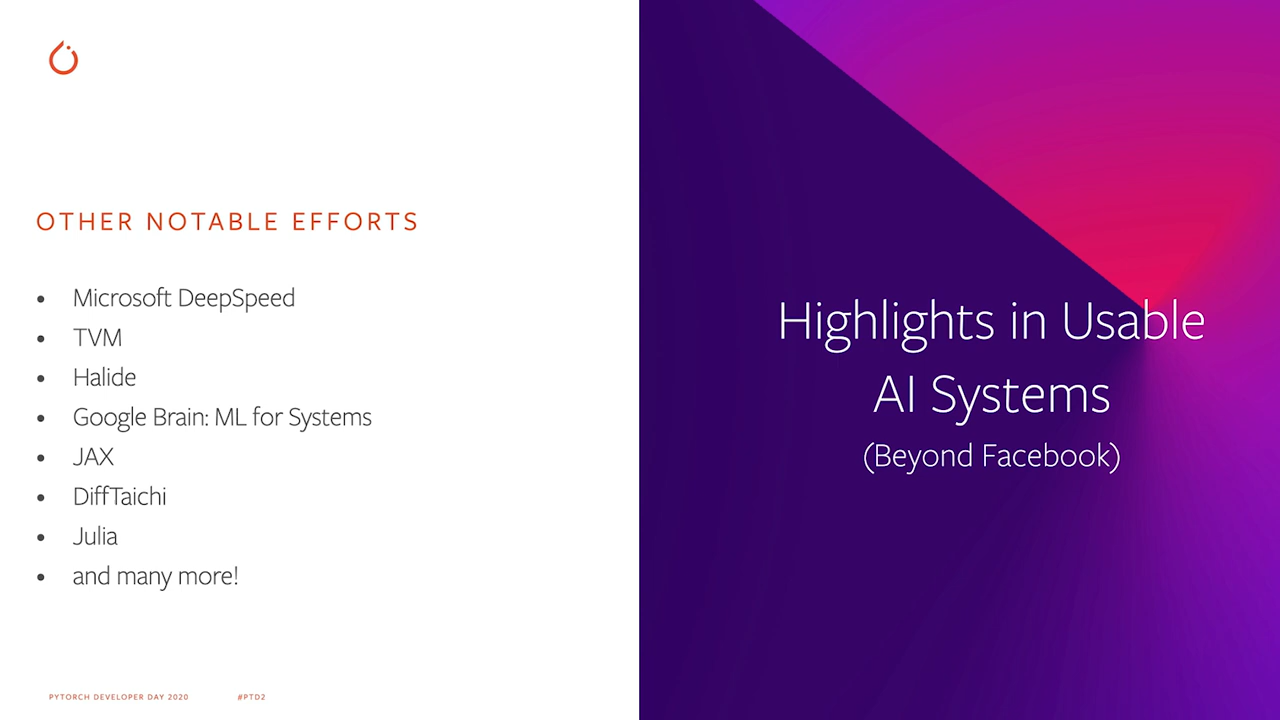 OTHER NOTABLE EFFORTS
• Microsoft DeepSpeed
• TVM
• Halide
• Google Brain: ML for Systems
• JAX
• DiffTaichi
• Julia
• and many more!
PYTORCH DEVELOPER DAY 2020 #PTD2
Highlights in Usable
AI Systems
(Beyond Facebook)